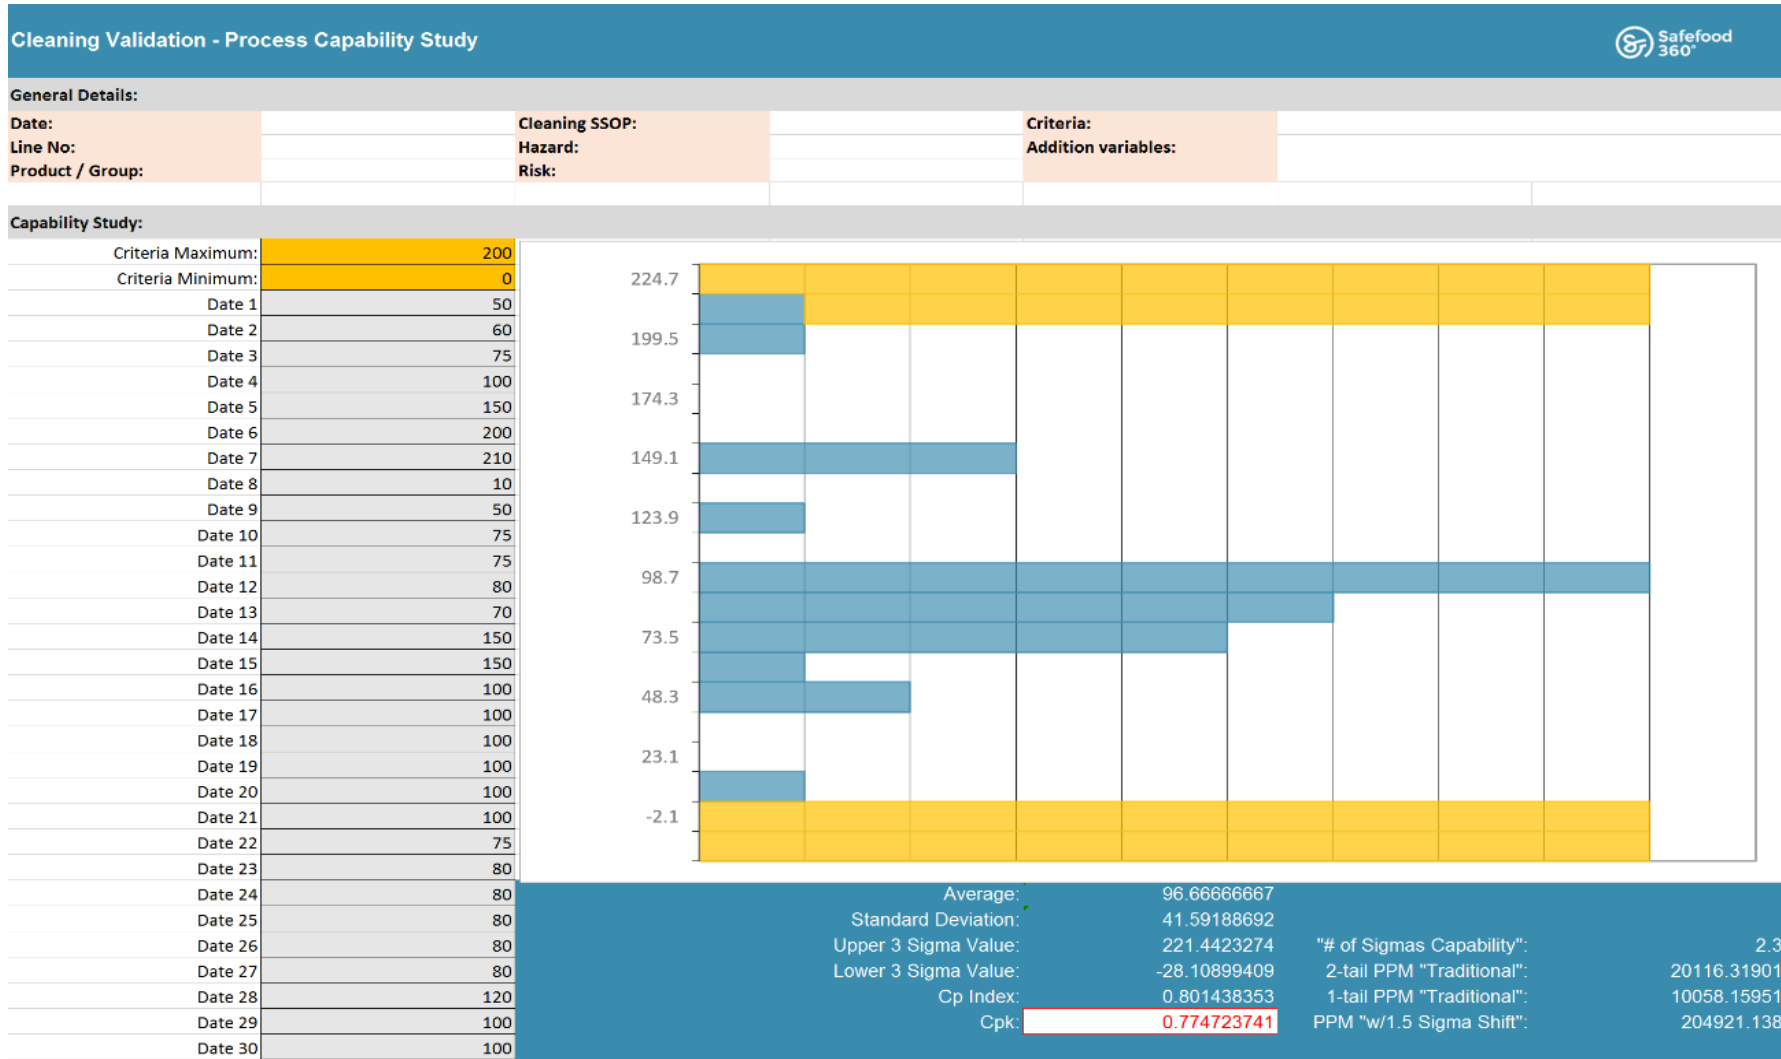 Cleaning Validation - Process Capability Study
Safefood
360°
General Details:
Date: Cleaning SSOP: Criteria:
Line No: Hazard: Addition variables:
Product / Group: Risk:
Capability Study:
Criteria Maximum: 200
Criteria Minimum: 0
Date 1 50
Date 2 60
Date 3 75
Date 4 100
Date 5 150
Date 6 200
Date 7 210
Date 8 10
Date 9 50
Date 10 75
Date 11 75
Date 12 80
Date 13 70
Date 14 150
Date 15 150
Date 16 100
Date 17 100
Date 18 100
Date 19 100
Date 20 100
Date 21 100
Date 22 75
Date 23 80
Date 24 80
Date 25 80
Date 26 80
Date 27 80
Date 28 120
Date 29 100
Date 30 100
224.7
199.5
174.3
149.1
123.9
98.7
73.5
48.3
23.1
-2.1
Average: 96.66666667
Standard Deviation: 41.59188692
Upper 3 Sigma Value: 221.4423274 "# of Sigmas Capability": 2.3
Lower 3 Sigma Value: -28.10899409 2-tail PPM "Traditional": 20116.31901
Cp Index: 0.801438353 1-tail PPM "Traditional": 10058.15951
Cpk: 0.774723741 PPM "w/1.5 Sigma Shift": 204921.138